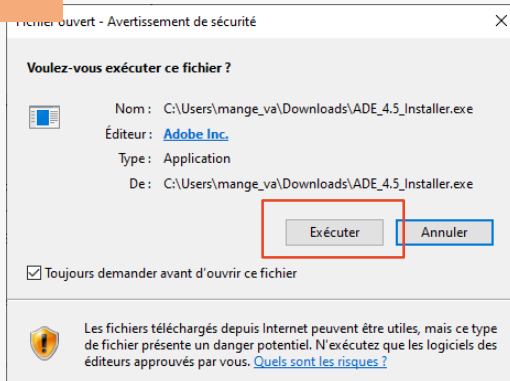 Fichier ouvert - Avertissement de sécurité
Voulez-vous exécuter ce fichier ?
Nom : C:\Users\mange_va\Downloads\ADE_4.5_Installer.exe
Éditeur : Adobe Inc.
Type : Application
De : C:\Users\mange_va\Downloads\ADE_4.5_Installer.exe
Exécuter Annuler
Toujours demander avant d'ouvrir ce fichier
Les fichiers téléchargés depuis Internet peuvent être utiles, mais ce type
de fichier présente un danger potentiel. N'exécutez que les logiciels des
éditeurs approuvés par vous. Quels sont les risques ?